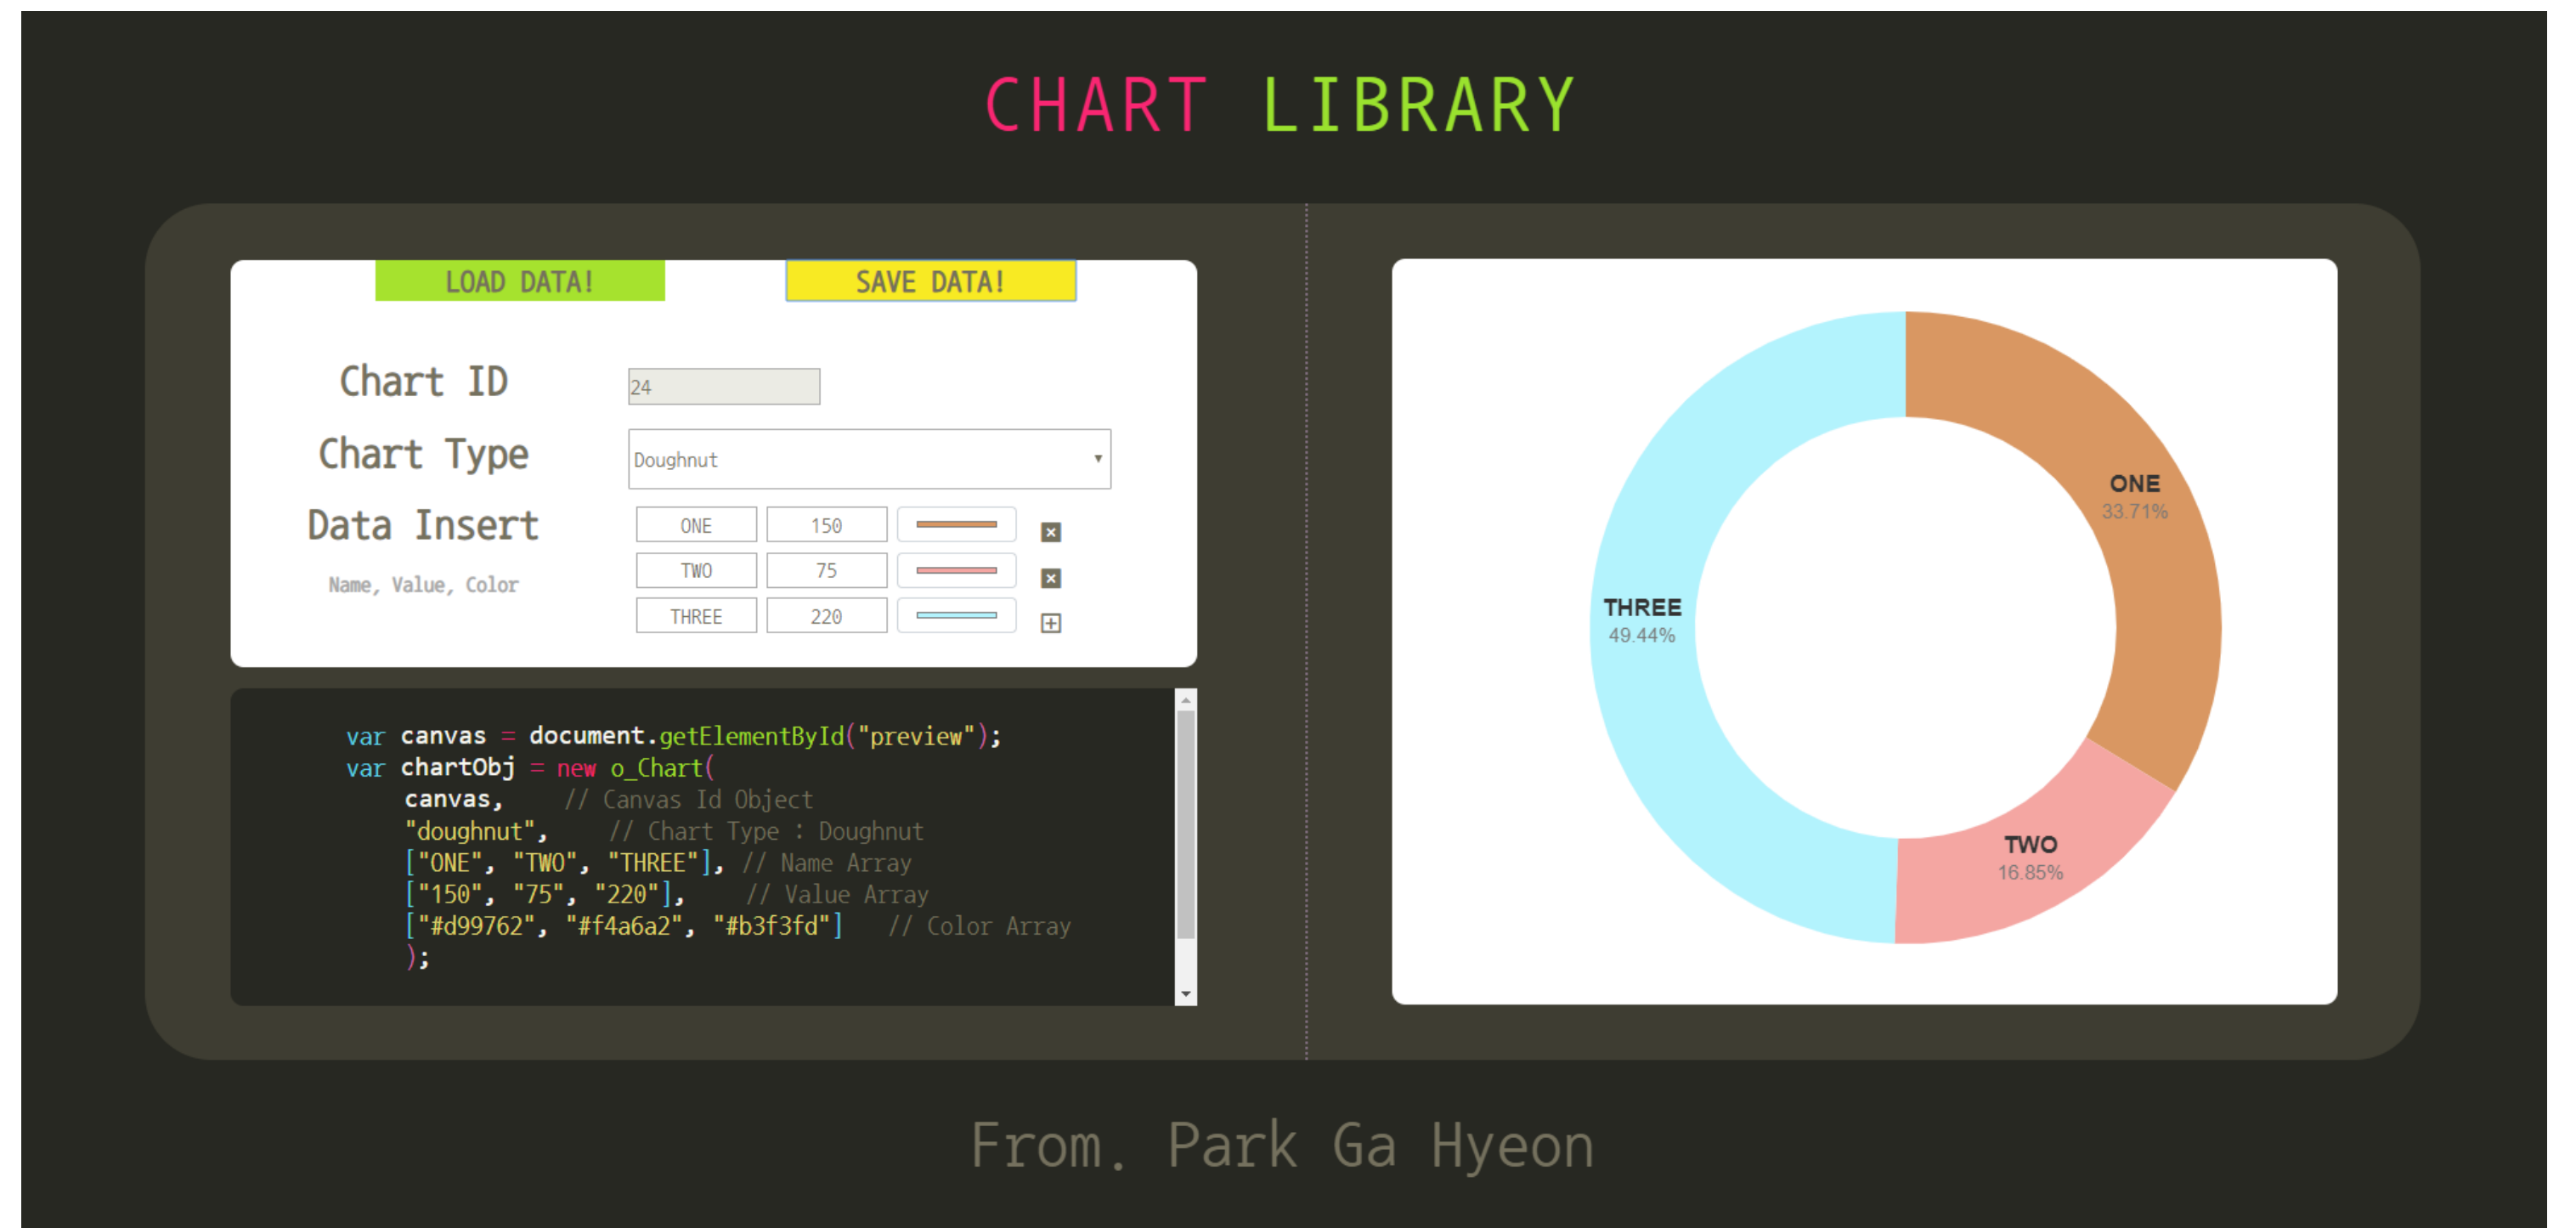 CHART LIBRARY
LOAD DATA!
SAVE DATA!
Chart ID
24
Chart Type
Doughnut
Data Insert
Name, Value, Color
ONE 150
TWO 75
THREE 220
var canvas = document.getElementById("preview");
var chartObj = new o_Chart(
canvas, // Canvas Id Object
"doughnut", // Chart Type : Doughnut
["ONE", "TWO", "THREE"], // Name Array
["150", "75", "220"], // Value Array
["#d99762", "#f4a6a2", "#b3f3fd"] // Color Array
);
ONE
33.71%
THREE
49.44%
TWO
16.85%
From. Park Ga Hyeon